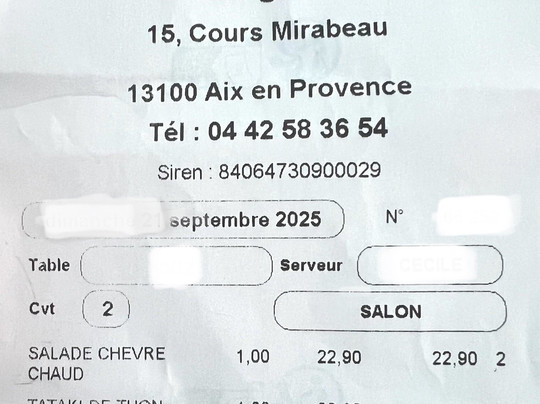 15, Cours Mirabeau
13100 Aix en Provence
Tél : 04 42 58 36 54
Siren : 84064730900029
septembre 2025 N°
Table Serveur
Cvt 2 SALON
SALADE CHEVRE 1,00 22,90 22,90 2
CHAUD